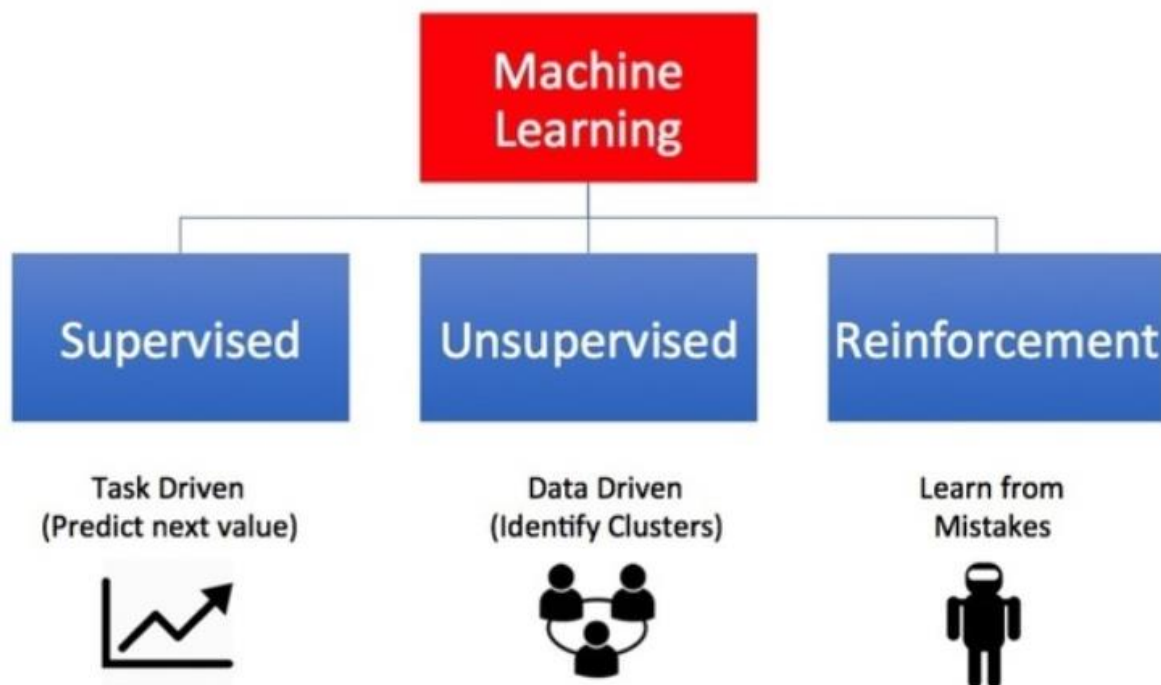 Machine
Learning
Supervised
Unsupervised
Reinforcement
Task Driven
(Predict next value)
Data Driven
(Identify Clusters)
Learn from
Mistakes